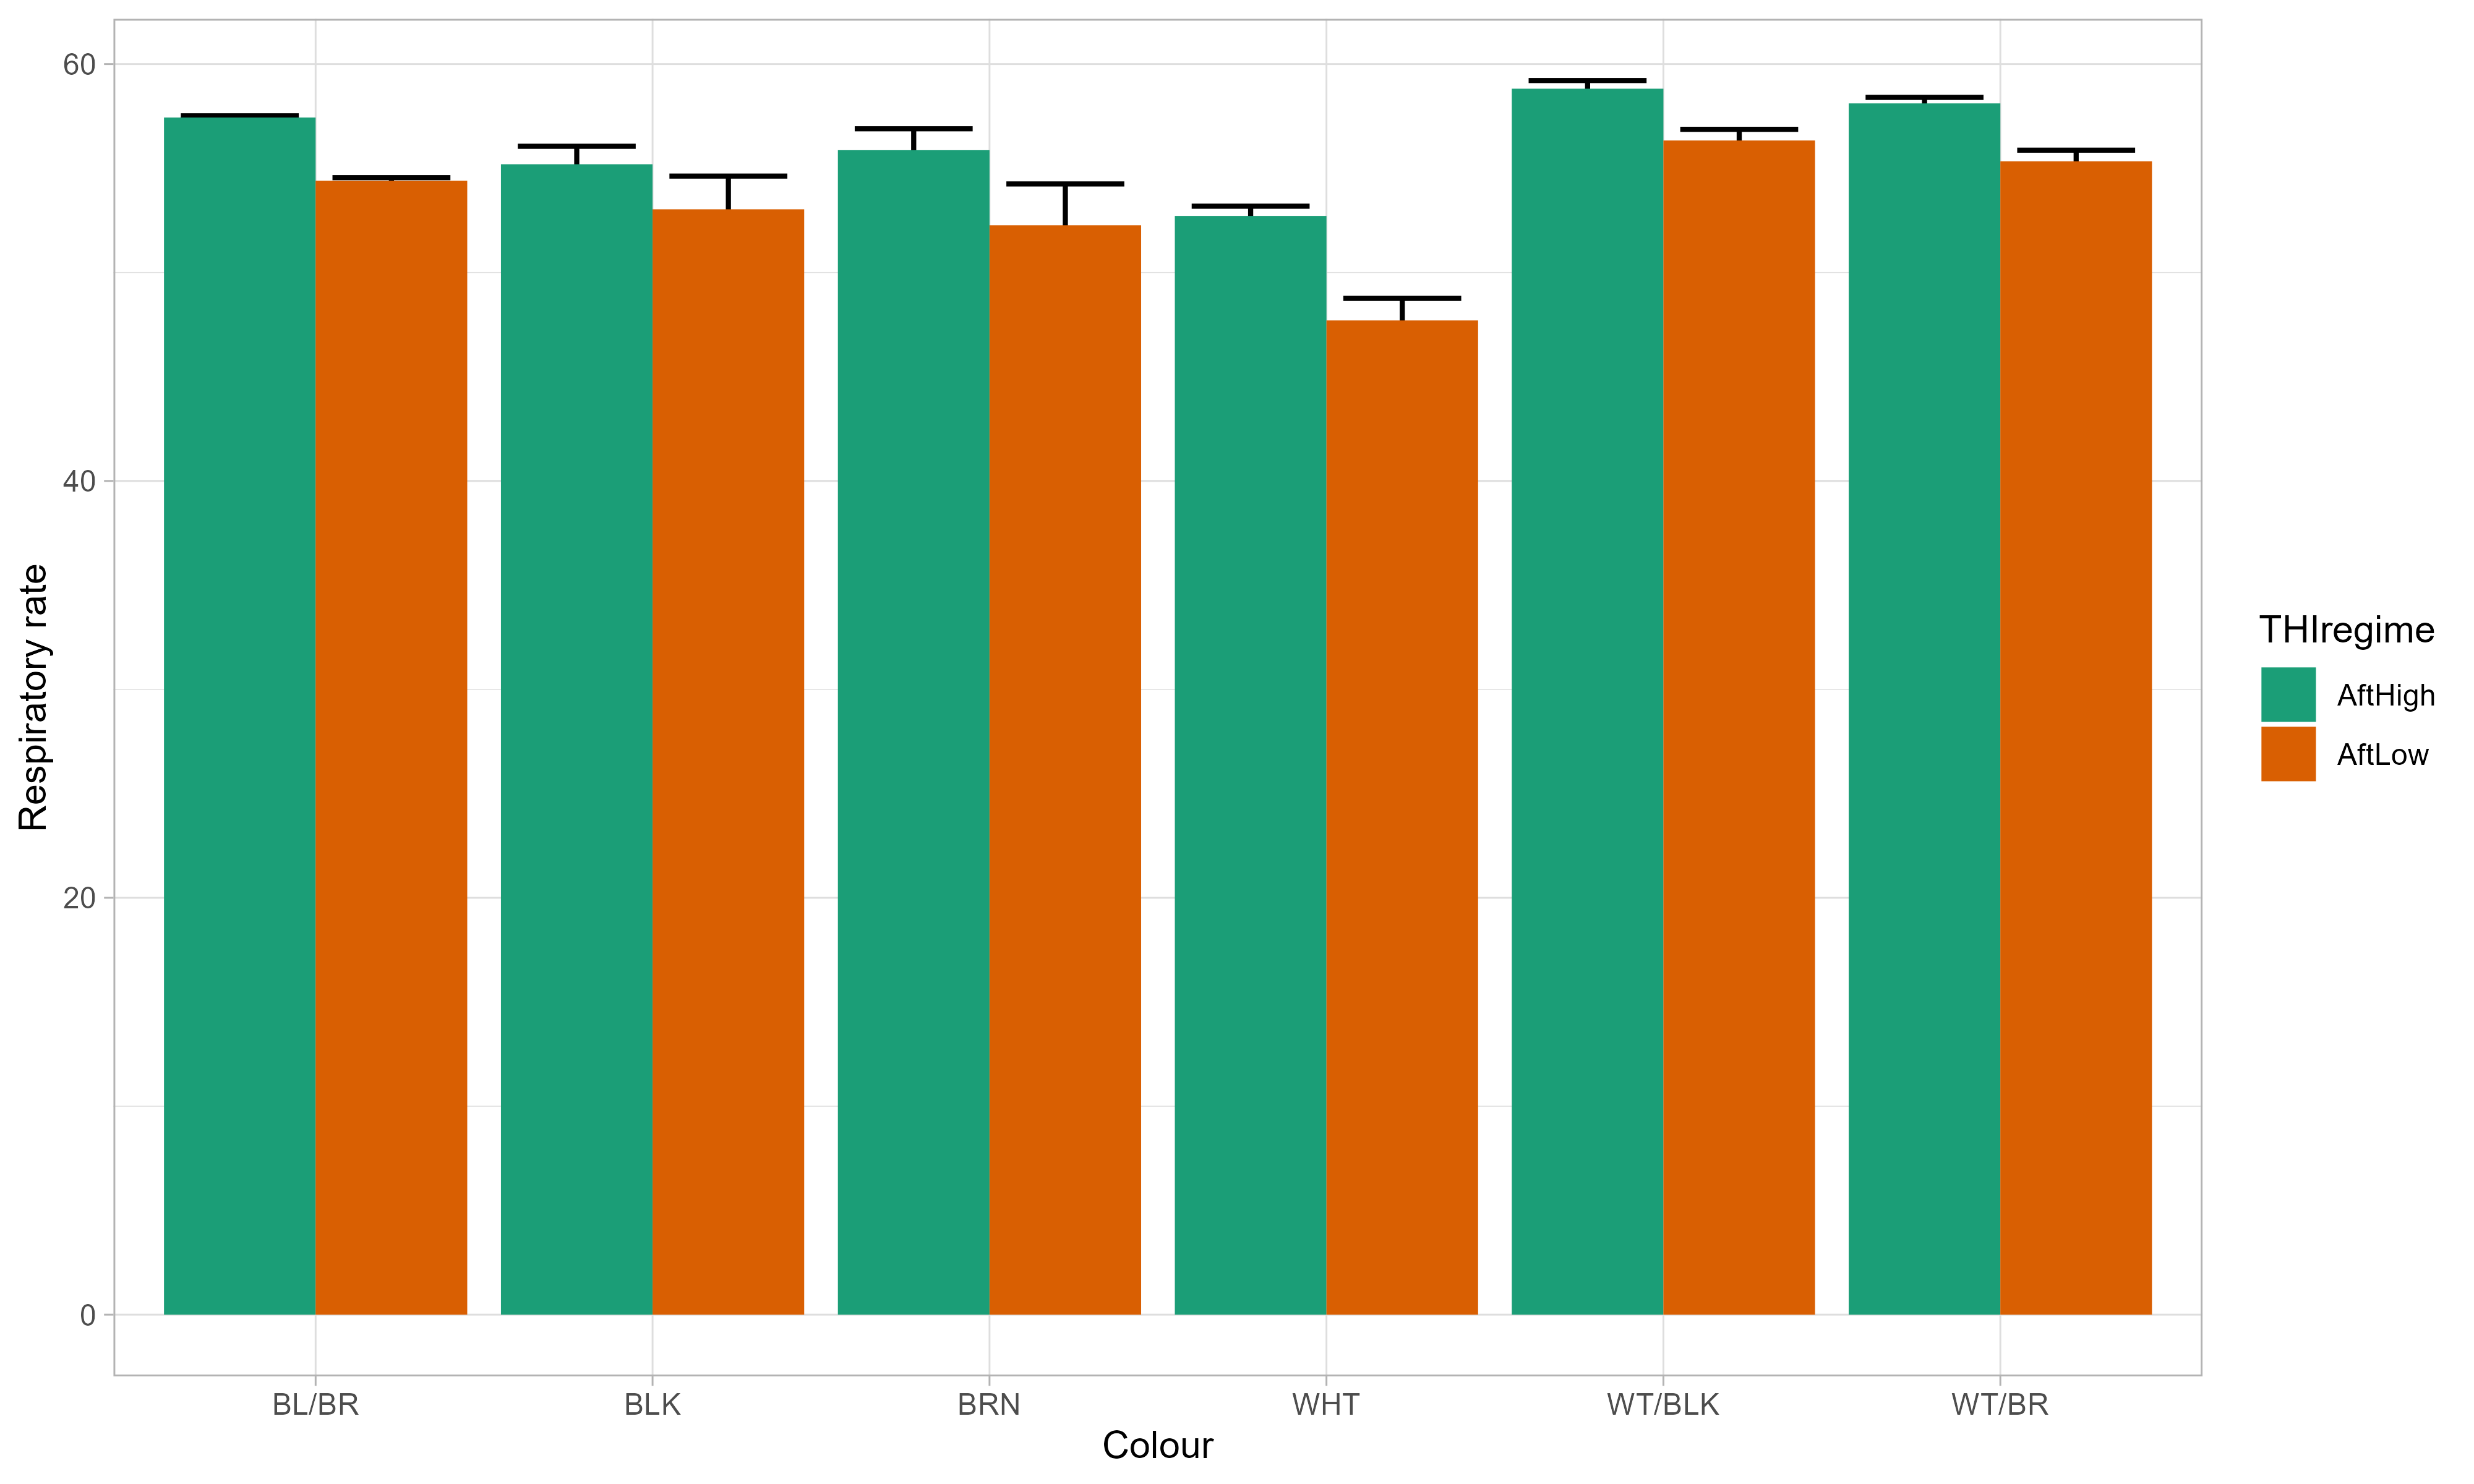 60
40
20
0
Respiratory rate
BL/BR
BLK
BRN
WHT
WT/BLK
WT/BR
Colour
THIregime
AftHigh
AftLow